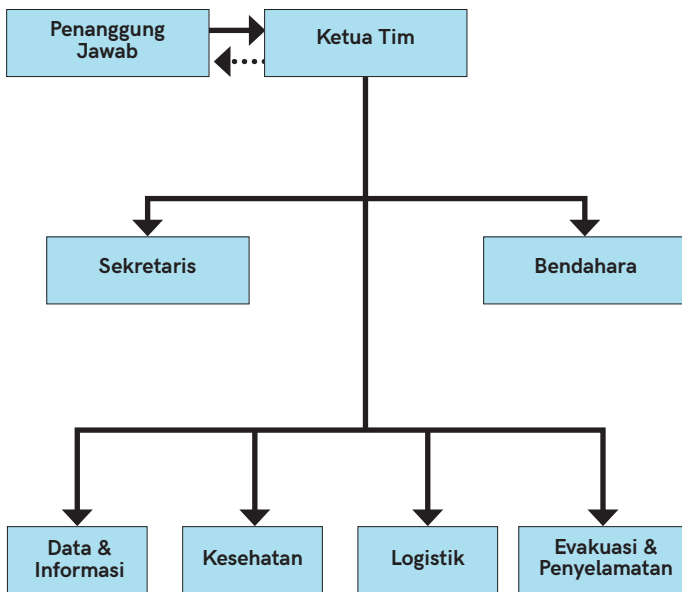 Penanggung
Jawab
Ketua Tim
Sekretaris
Bendahara
Data &
Informasi
Kesehatan
Logistik
Evakuasi &
Penyelamatan